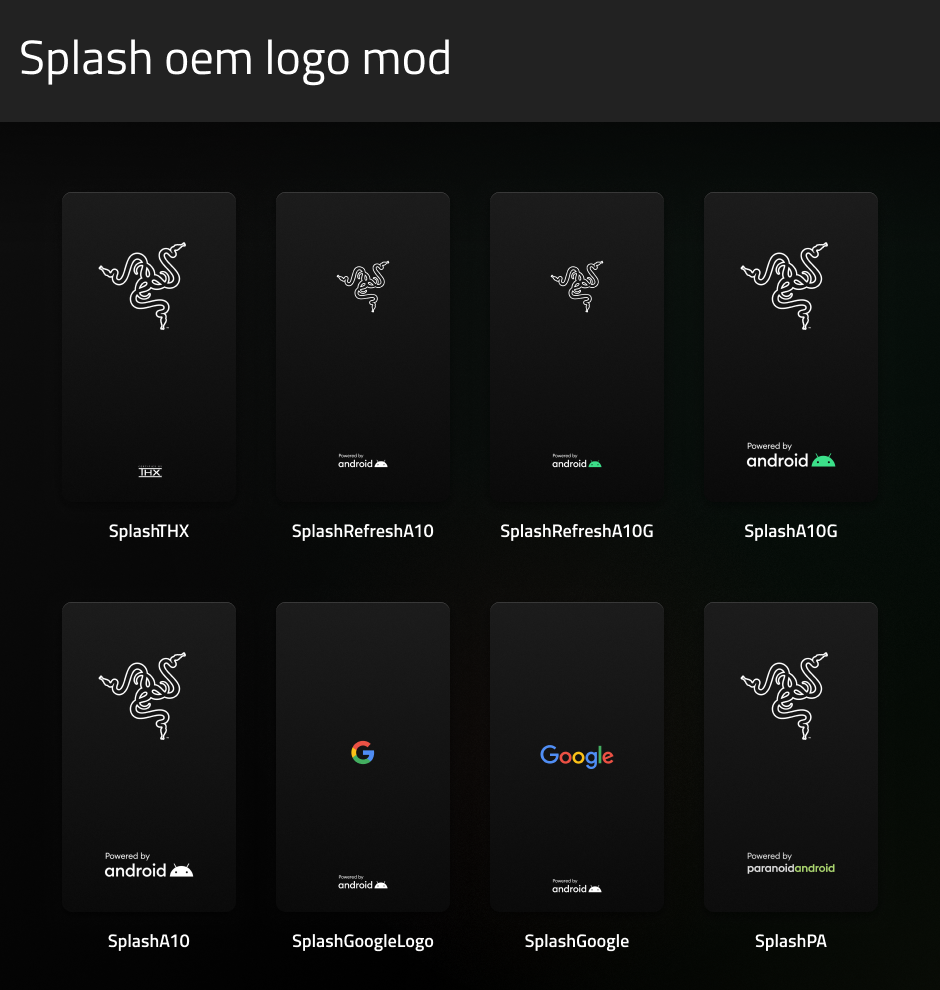 Splash oem logo mod
THX
Powered by
android
Powered by
android
Powered by
android
SplashTHX
SplashRefreshA10
SplashRefreshA10G
SplashA10G
Google
Powered by
android
Powered by
android
Powered by
android
Powered by
paranoidandroid
SplashA10
SplashGoogleLogo
SplashGoogle
SplashPA